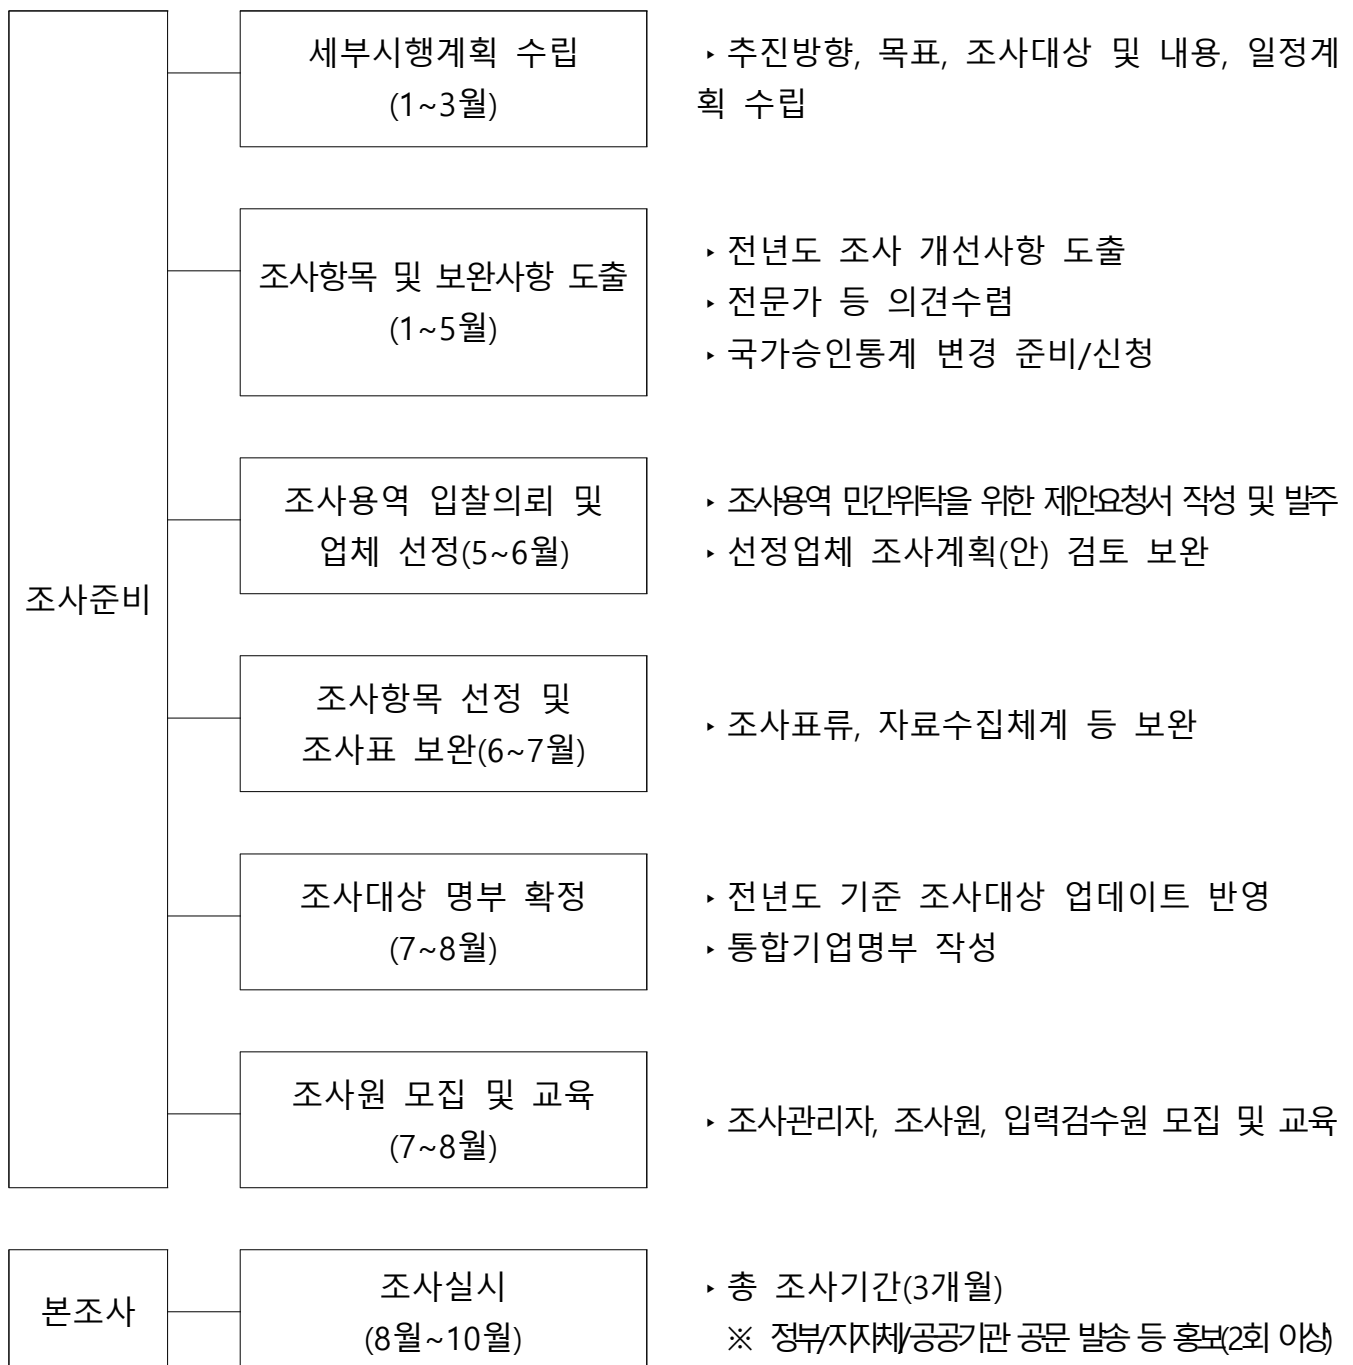 세부시행계획 수립
(1~3월)
‣ 추진방향, 목표, 조사대상 및 내용, 일정계
획 수립
조사항목 및 보완사항 도출
(1~5월)
‣ 전년도 조사 개선사항 도출
‣ 전문가 등 의견수렴
‣ 국가승인통계 변경 준비/신청
조사용역 입찰의뢰 및
업체 선정(5~6월)
‣ 조사용역 민간위탁을 위한 제안요청서 작성 및 발주
‣ 선정업체 조사계획(안) 검토 보완
조사준비
조사항목 선정 및
조사표 보완(6~7월)
‣ 조사표류, 자료수집체계 등 보완
조사대상 명부 확정
(7~8월)
‣ 전년도 기준 조사대상 업데이트 반영
‣ 통합기업명부 작성
조사원 모집 및 교육
(7~8월)
‣ 조사관리자, 조사원, 입력검수원 모집 및 교육
본조사
조사실시
(8월~10월)
‣ 총 조사기간(3개월)
※ 정부/지자체/공공기관 공문 발송 등 홍보(2회 이상)